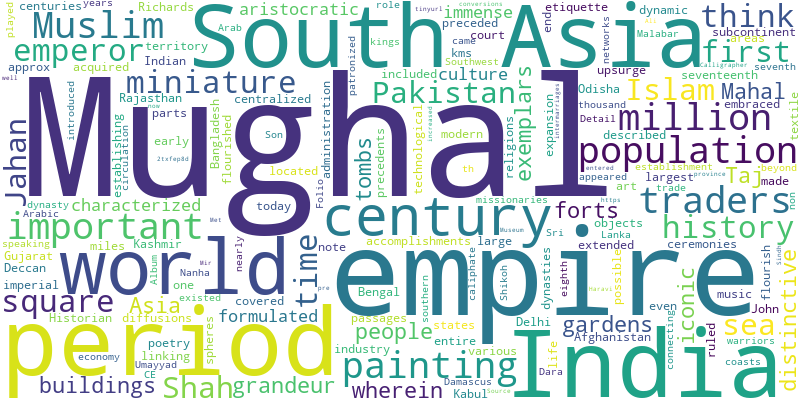 centuries years
played Richards
aristocratic
Arab
Muslim
South Asia
immense
role
tinyurl
conversions
preceded
etiquette
dynamic
networks
Malabar
think
subcontinent
emperor
territory
Indian
patronized
kings
court
came
kms
Southwest
end
upsurge
areas
first
Calligrapher
seventh
approx
acquired
miniature
included
culture
seventeenth
Mughal
Rajasthan
centralized
administration
Pakistan
exemplars
religions
intermarriages
expansion
Odisha
thousand
Islam
Mahal
embraced
textile
introduced
parts
Jahan
establishing
circulation
now
early
2txfep8d
Bangladesh
flourished
Son
located
tombs
precedents
modern
technological
increased
th
million
Detail
described
population
entered
establishment
beyond
province
dynasty
characterized
today
Folio
Taj
largest
made
appeared
art
trade
non
Arabic
important
Met
century
missionaries
Museum
https
traders
forts
objects
speaking
miles
Kashmir
Gujarat
Deccan
world
Album
Mir
Nanha
nearly
time
note
pre
accomplishments
large
Sri
Lanka
ceremonies
history
extended
eighth
dynasties
imperial
one
existed
covered
Bengal
southern
caliphate
Shikoh
empire
possible
Parasi
iconic
even
music
flourish
Sindh
square
Asia
formulated
passages
states
Delhi
gardens
ruled
connecting
John
sea
distinctive
Historian
diffusions
spheres
people
entire
period
poetry
linking
Umayyad
CE
industry
various
Dara
life
Afghanistan
India
warriors
coasts
economy
painting
Damascus
Kabul
Source
well
buildings
Shah
grandeur
wherein